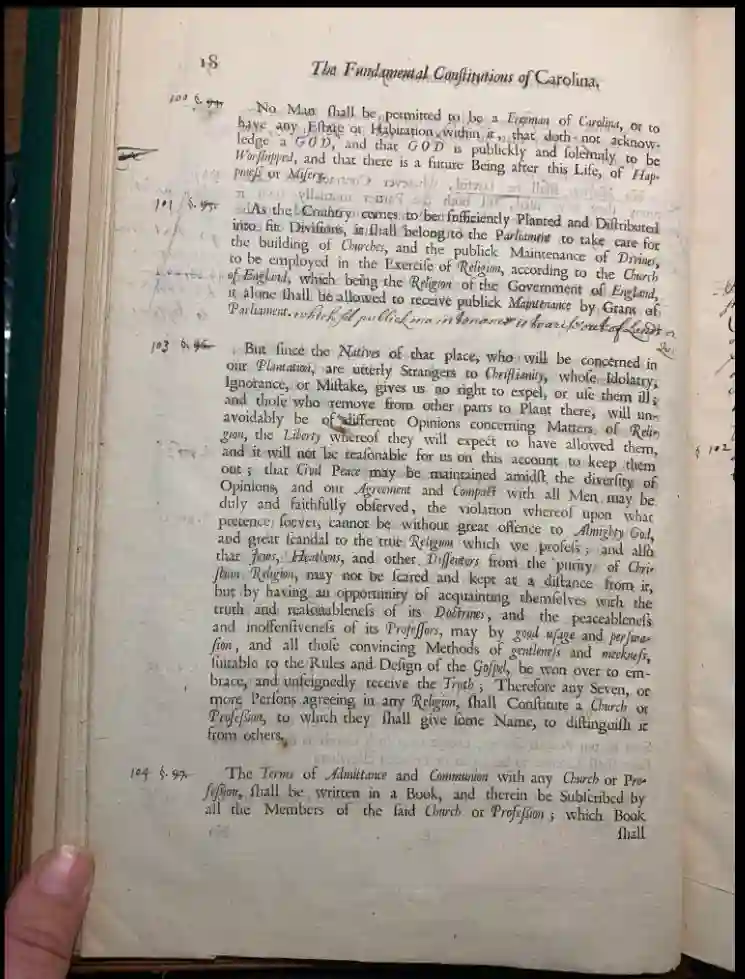 18
The Fundamental Conſtitutions of Carolina.
100 §. 94.
No Man ſhall be permitted to be a Freeman of Carolina, or to
have any Eſtate or Habitation within it, that doth not acknow-
ledge a GOD, and that GOD is publickly and ſolemnly to be
Worſhipped, and that there is a future Being after this Life, of Hap-
pineſs or Miſery.
101 §. 95.
As the Country comes to be ſufficiently Planted and Diſtributed
into fit Diviſions, it ſhall belong to the Parliament to take care for
the building of Churches, and the publick Maintenance of Divines,
to be employed in the Exerciſe of Religion, according to the Church
of England, which being the Religion of the Government of England,
it alone ſhall be allowed to receive publick Maintenance by Grant of
Parliament. which ſd publick maintenance is to ariſe out of Lands or
103 §. 96.
But ſince the Natives of that place, who will be concerned in
our Plantation, are utterly Strangers to Chriſtianity, whoſe Idolatry,
Ignorance, or Miſtake, gives us no right to expel, or uſe them ill;
and thoſe who remove from other parts to Plant there, will un-
avoidably be of different Opinions concerning Matters of Reli-
gion, the Liberty whereof they will expect to have allowed them,
and it will not be reaſonable for us on this account to keep them
out; that Civil Peace may be maintained amidſt the diverſity of
Opinions, and our Agreement and Compact with all Men may be
duly and faithfully obſerved, the violation whereof upon what
pretence ſoever, cannot be without great offence to Almighty God,
and great ſcandal to the true Religion which we profeſs; and alſo
that Jews, Heathens, and other Diſſenters from the purity of Chri-
ſtian Religion, may not be ſcared and kept at a diſtance from it,
but by having an opportunity of acquainting themſelves with the
truth and reaſonableneſs of its Doctrines, and the peaceableneſs
and inoffenſiveneſs of its Profeſſors, may by good uſage and perſwa-
ſion, and all thoſe convincing Methods of gentleneſs and meekneſs,
ſuitable to the Rules and Deſign of the Goſpel, be won over to em-
brace, and unfeignedly receive the Truth; Therefore any Seven, or
more Perſons agreeing in any Religion, ſhall Conſtitute a Church or
Profeſſion, to which they ſhall give ſome Name, to diſtinguiſh it
from others.
104 §. 97.
The Terms of Admittance and Communion with any Church or Pro-
feſſion, ſhall be written in a Book, and therein be Subſcribed by
all the Members of the ſaid Church or Profeſſion; which Book
ſhall
§ 102